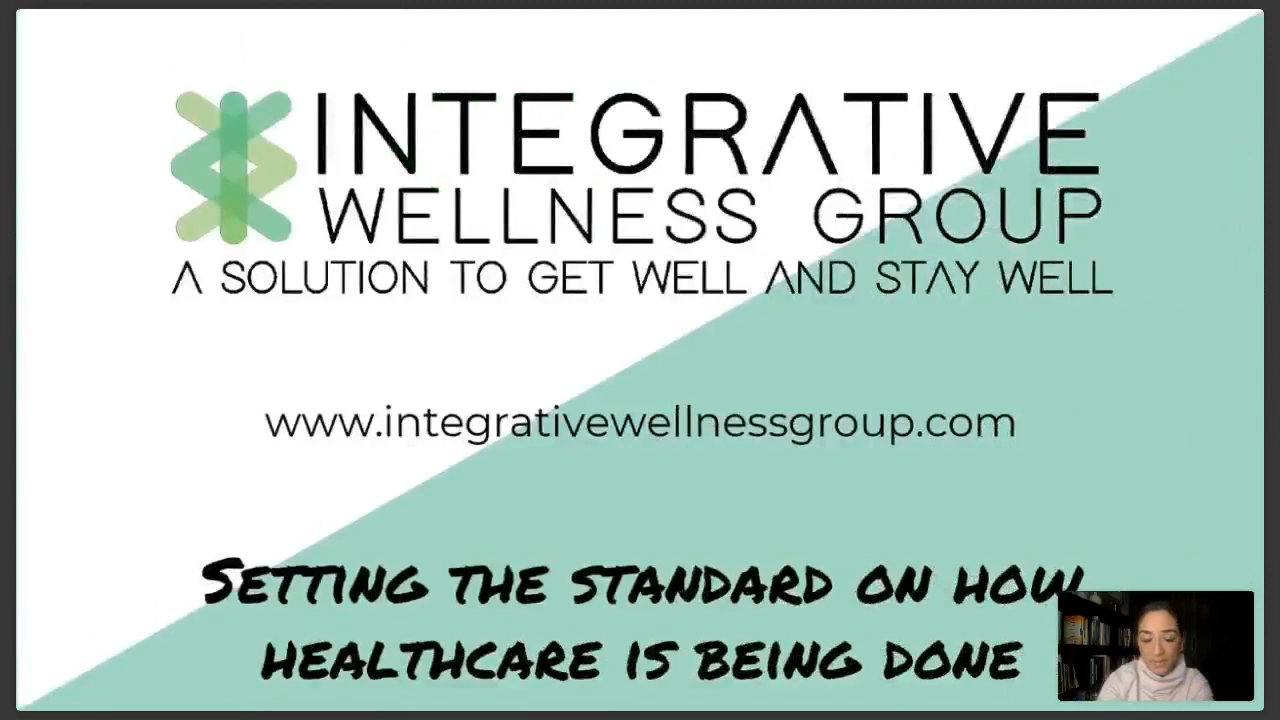 INTEGRATIVE
WELLNESS GROUP
A SOLUTION TO GET WELL AND STAY WELL
www.integrativewellnessgroup.com
SETTING THE STANDARD ON HOW
HEALTHCARE IS BEING DONE